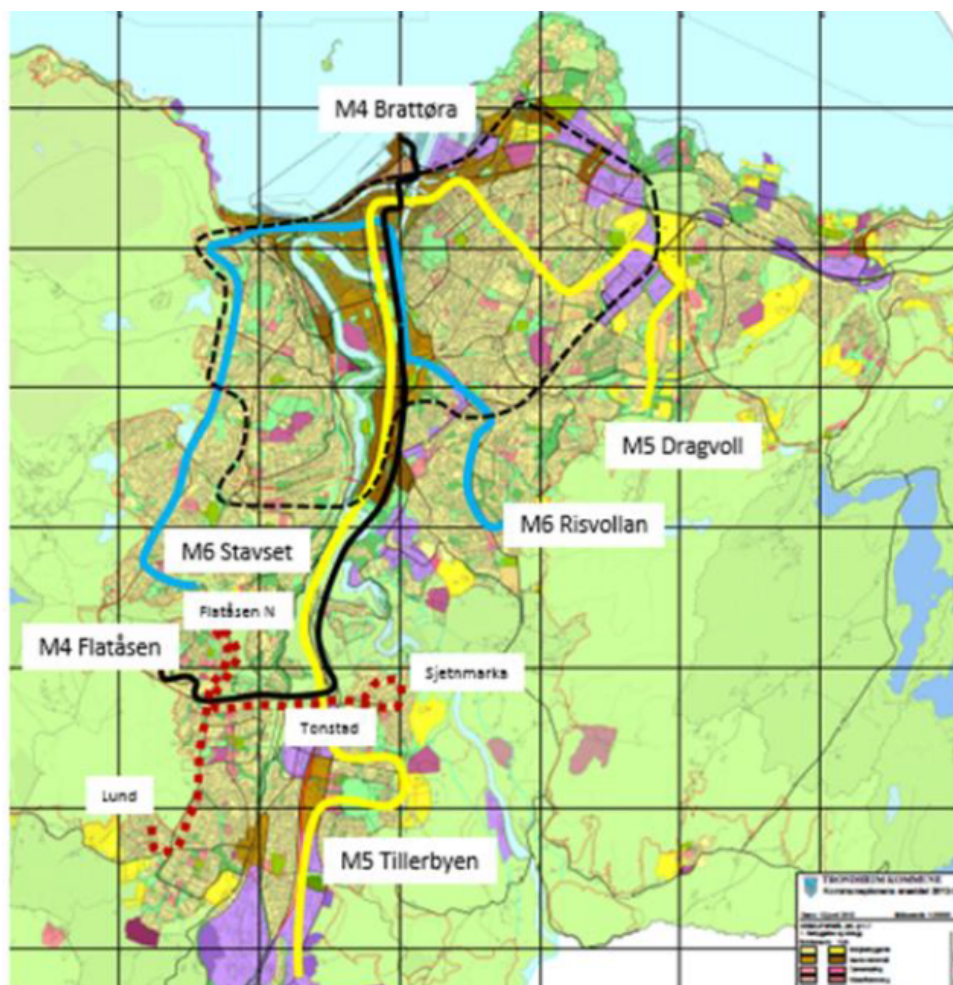 M4 Brattøra
M5 Dragvoll
M6 Risvollan
M6 Stavset
Flatåsen N
M4 Flatåsen
Sjetnmarka
Tonstad
Lund
M5 Tillerbyen
TRONDHEIM KOMMUNE